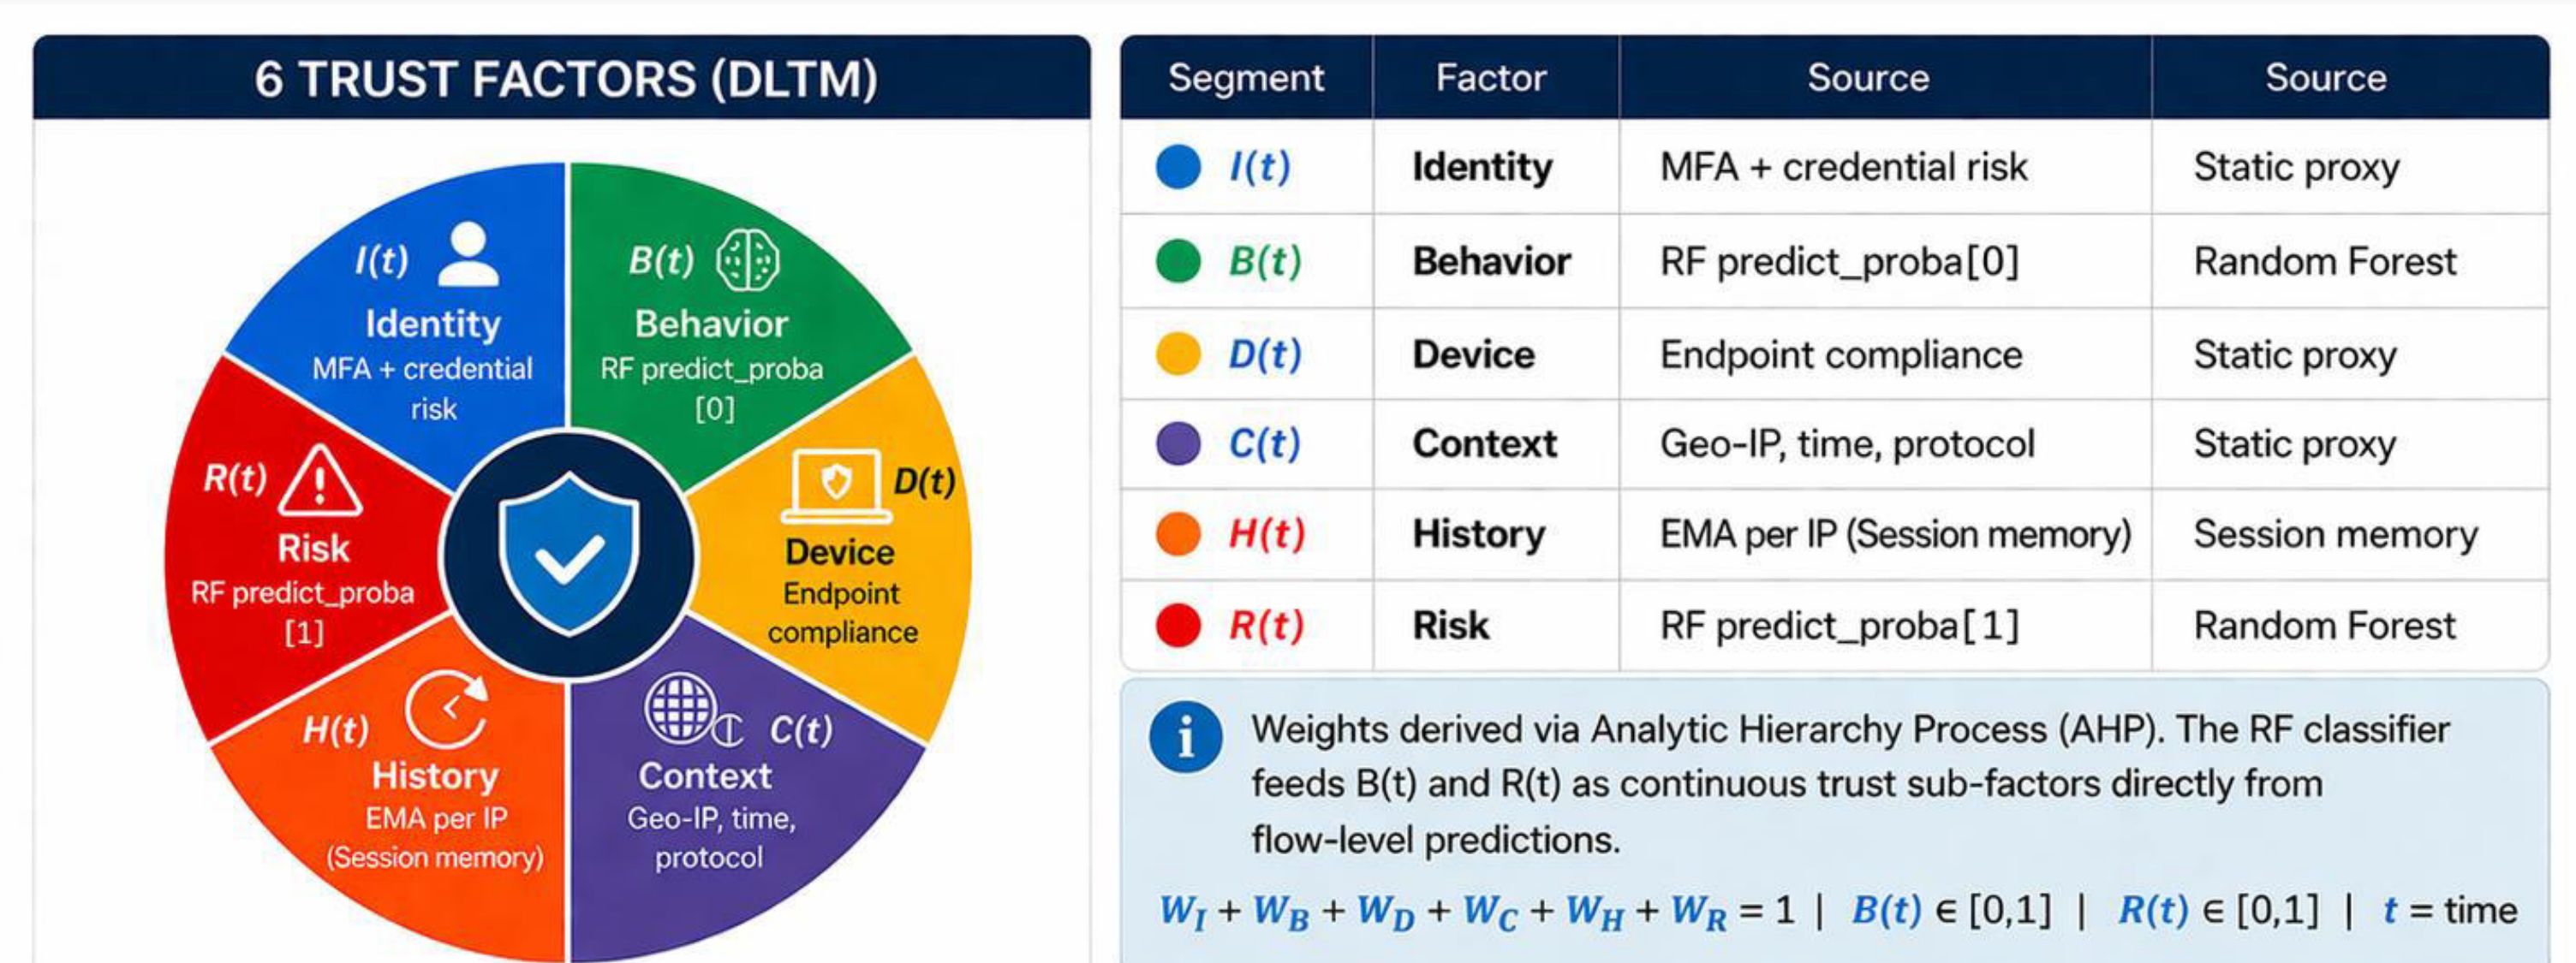 6 TRUST FACTORS (DLTM)
I(t)
Identity
MFA + credential
risk
B(t)
Behavior
RF predict_proba
[0]
D(t)
Device
Endpoint
compliance
C(t)
Context
Geo-IP, time,
protocol
H(t)
History
EMA per IP
(Session memory)
R(t)
Risk
RF predict_proba
[1]
Segment Factor Source Source
I(t) Identity MFA + credential risk Static proxy
B(t) Behavior RF predict_proba[0] Random Forest
D(t) Device Endpoint compliance Static proxy
C(t) Context Geo-IP, time, protocol Static proxy
H(t) History EMA per IP (Session memory) Session memory
R(t) Risk RF predict_proba[1] Random Forest
i
Weights derived via Analytic Hierarchy Process (AHP). The RF classifier
feeds B(t) and R(t) as continuous trust sub-factors directly from
flow-level predictions.
W_I + W_B + W_D + W_C + W_H + W_R = 1 | B(t) ∈ [0,1] | R(t) ∈ [0,1] | t = time